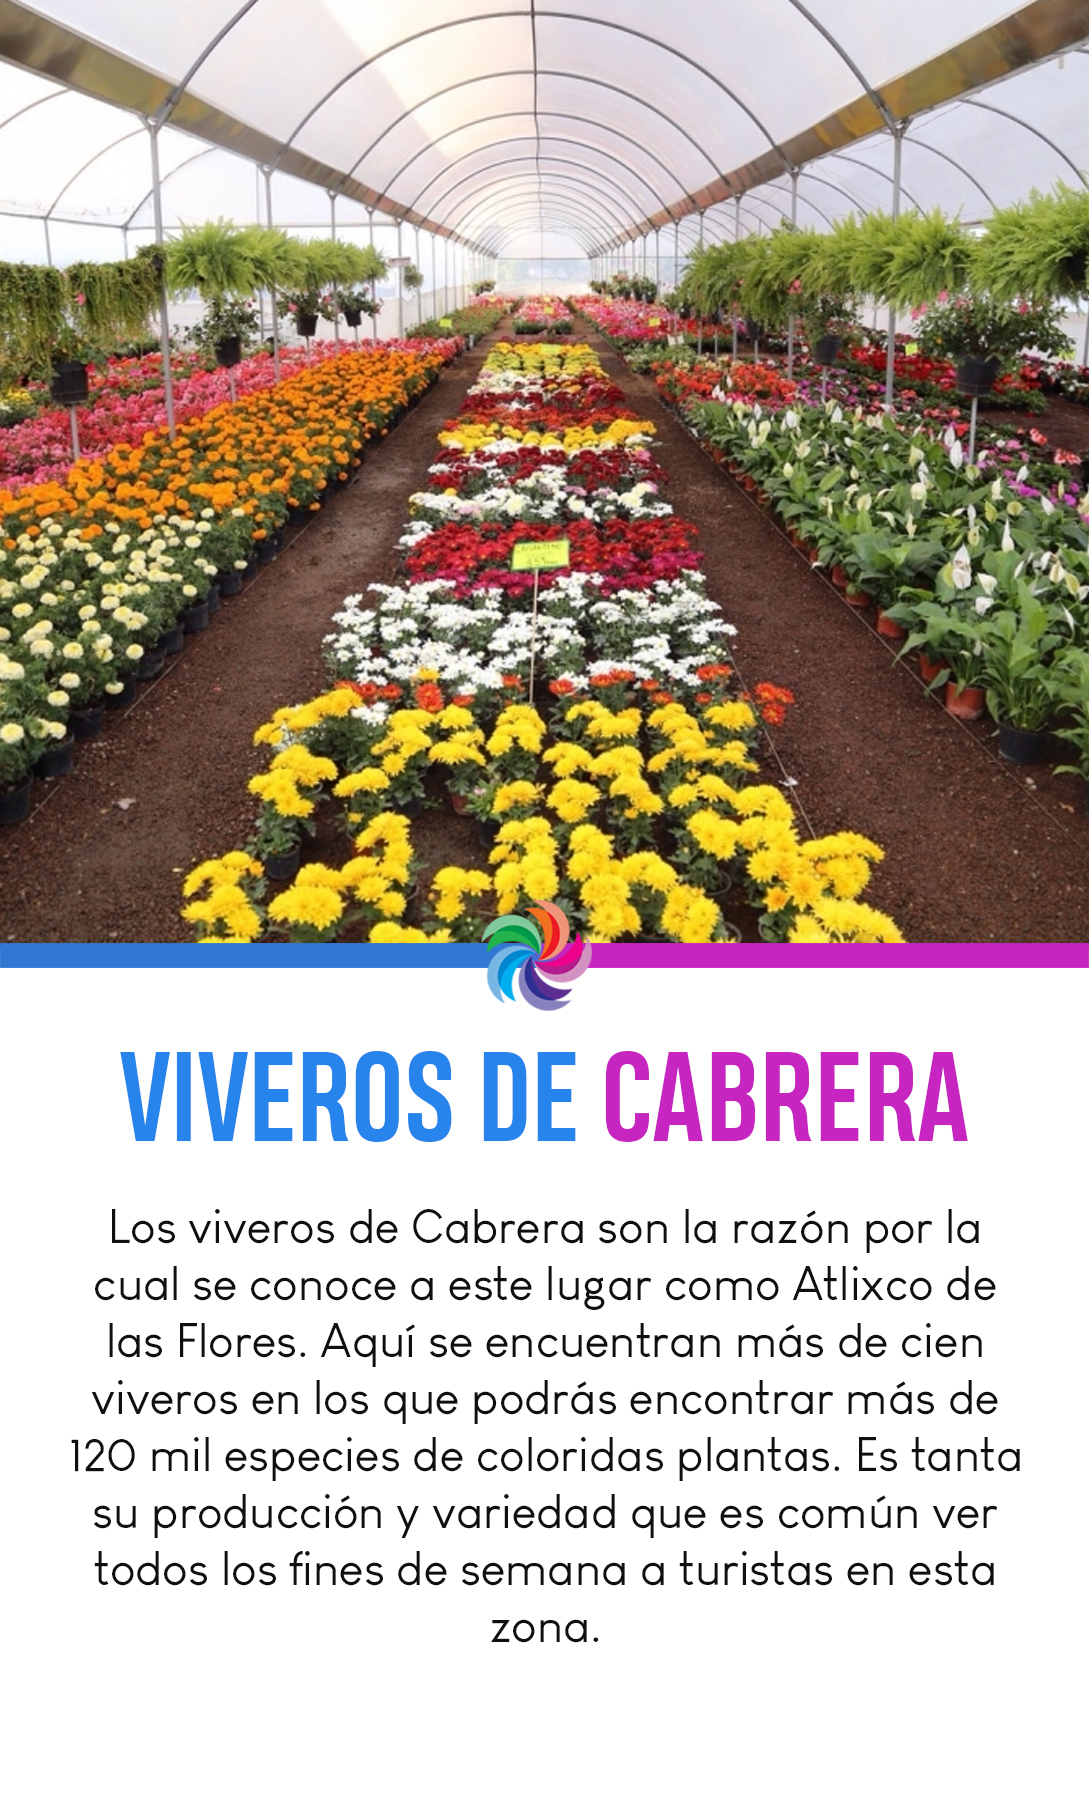 VIVEROS DE CABRERA
Los viveros de Cabrera son la razón por la
cual se conoce a este lugar como Atlixco de
las Flores. Aquí se encuentran más de cien
viveros en los que podrás encontrar más de
120 mil especies de coloridas plantas. Es tanta
su producción y variedad que es común ver
todos los fines de semana a turistas en esta
zona.